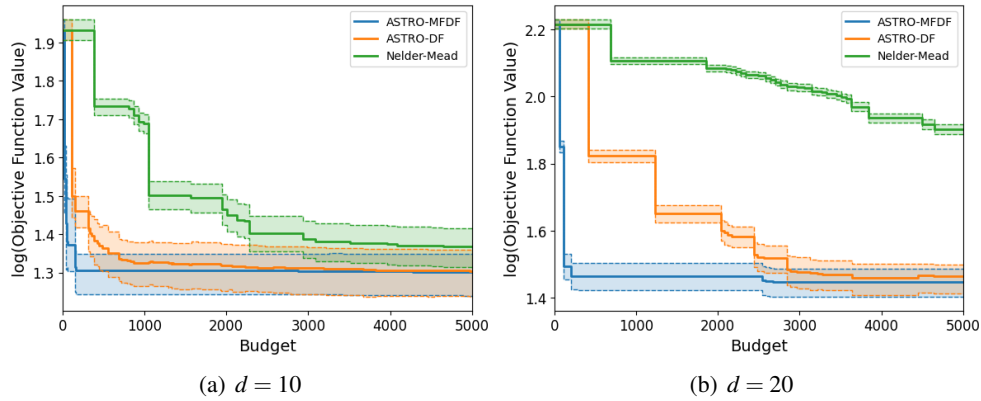 ASTRO-MFDF
ASTRO-DF
Nelder-Mead
log(Objective Function Value)
1.9
1.8
1.7
1.6
1.5
1.4
1.3
0 1000 2000 3000 4000 5000
Budget
(a) d = 10
ASTRO-MFDF
ASTRO-DF
Nelder-Mead
log(Objective Function Value)
2.2
2.0
1.8
1.6
1.4
0 1000 2000 3000 4000 5000
Budget
(b) d = 20